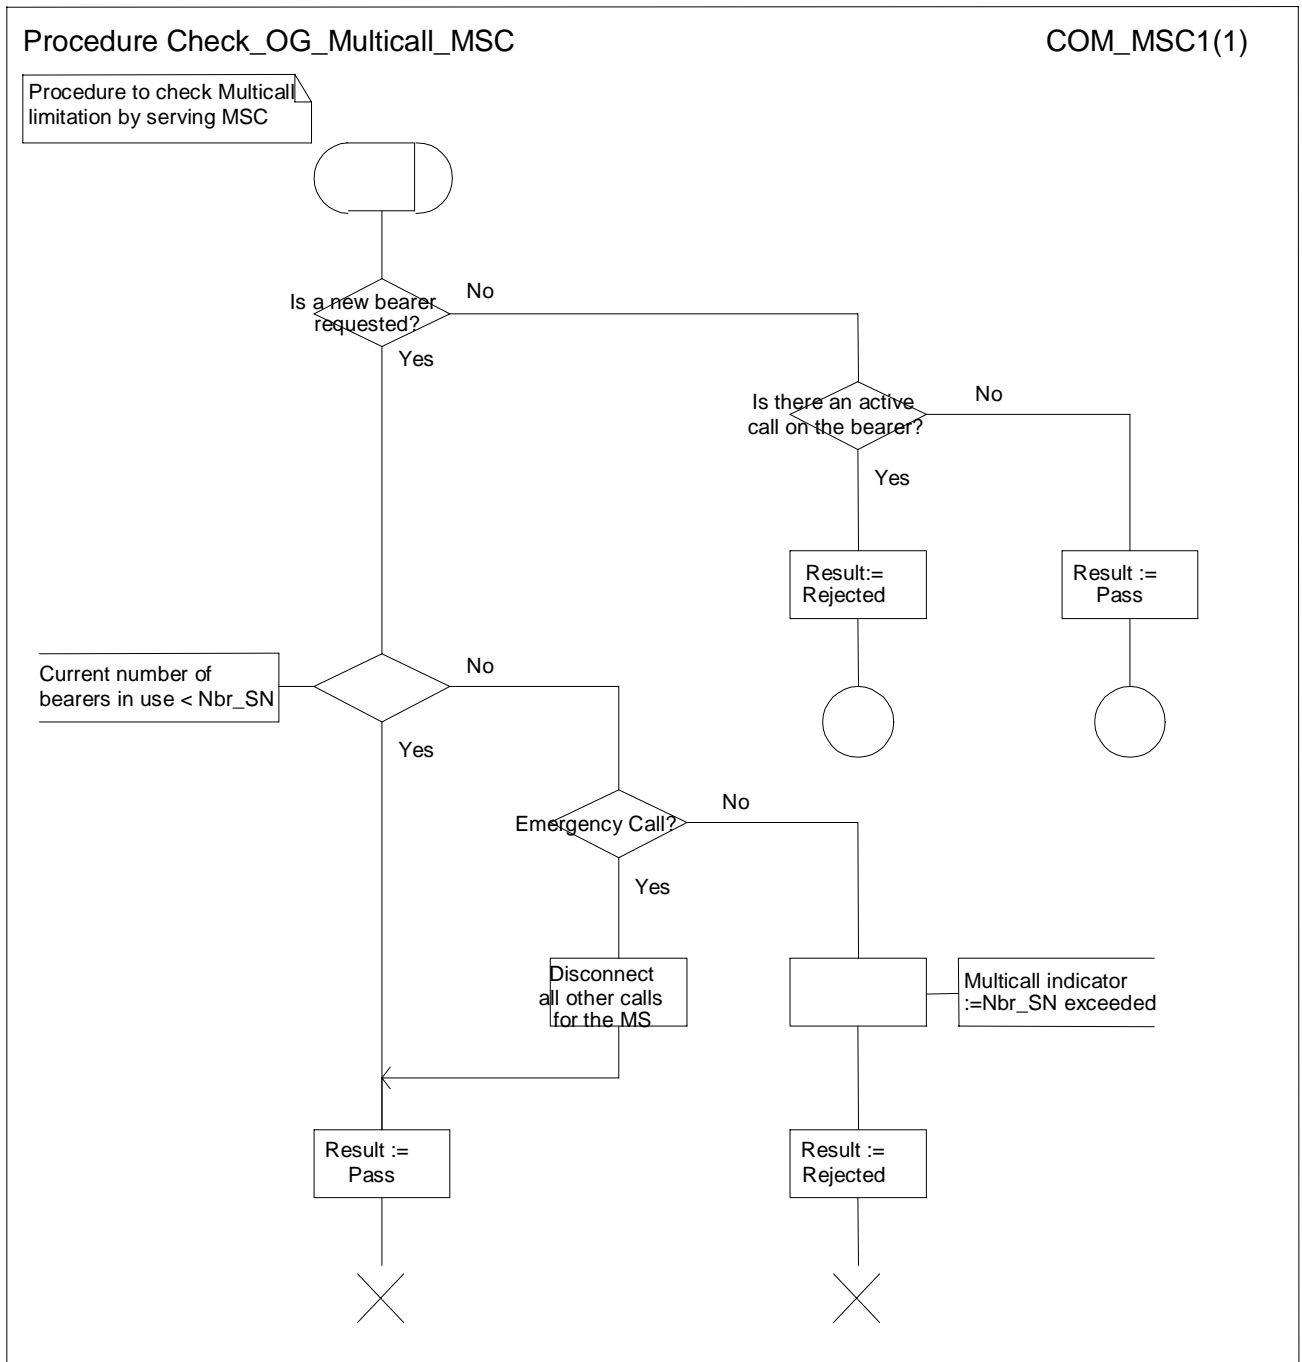 Procedure Check_OG_Multicall_MSC
COM_MSC1(1)
Procedure to check Multicall
limitation by serving MSC
Is a new bearer
requested?
No
Yes
Is there an active
call on the bearer?
No
Yes
Result:=
Rejected
Result :=
Pass
Current number of
bearers in use < Nbr_SN
No
Yes
Emergency Call?
No
Yes
Disconnect
all other calls
for the MS
Multicall indicator
:=Nbr_SN exceeded
Result :=
Pass
Result :=
Rejected